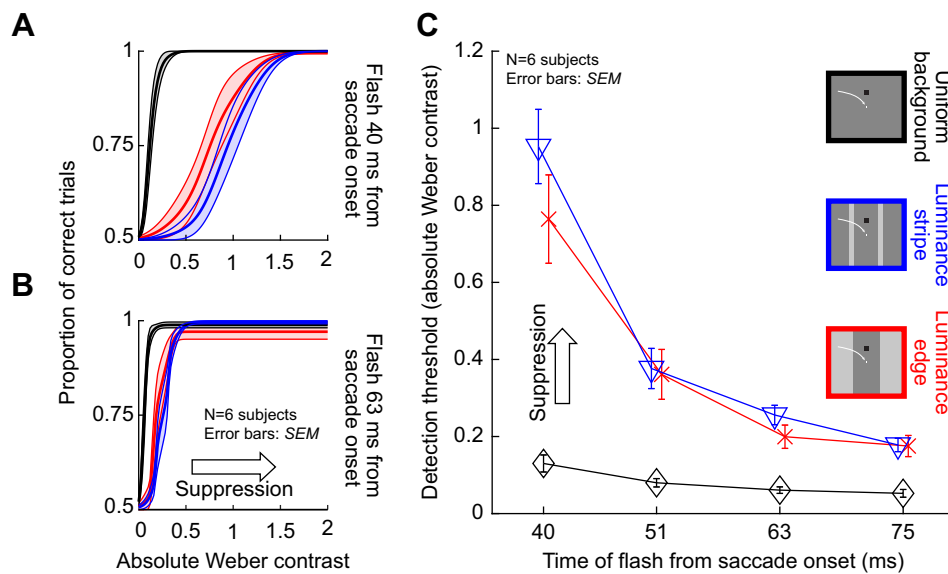 A
Proportion of correct trials
1
0.75
0.5
0 0.5 1 1.5 2
Flash 40 ms from
saccade onset
B
1
0.75
0.5
N=6 subjects
Error bars: SEM
Suppression
0 0.5 1 1.5 2
Absolute Weber contrast
Flash 63 ms from
saccade onset
C
Detection threshold (absolute Weber contrast)
1.2
1
0.8
0.6
0.4
0.2
0
N=6 subjects
Error bars: SEM
Suppression
40 51 63 75
Time of flash from saccade onset (ms)
Uniform
background
Luminance
stripe
Luminance
edge